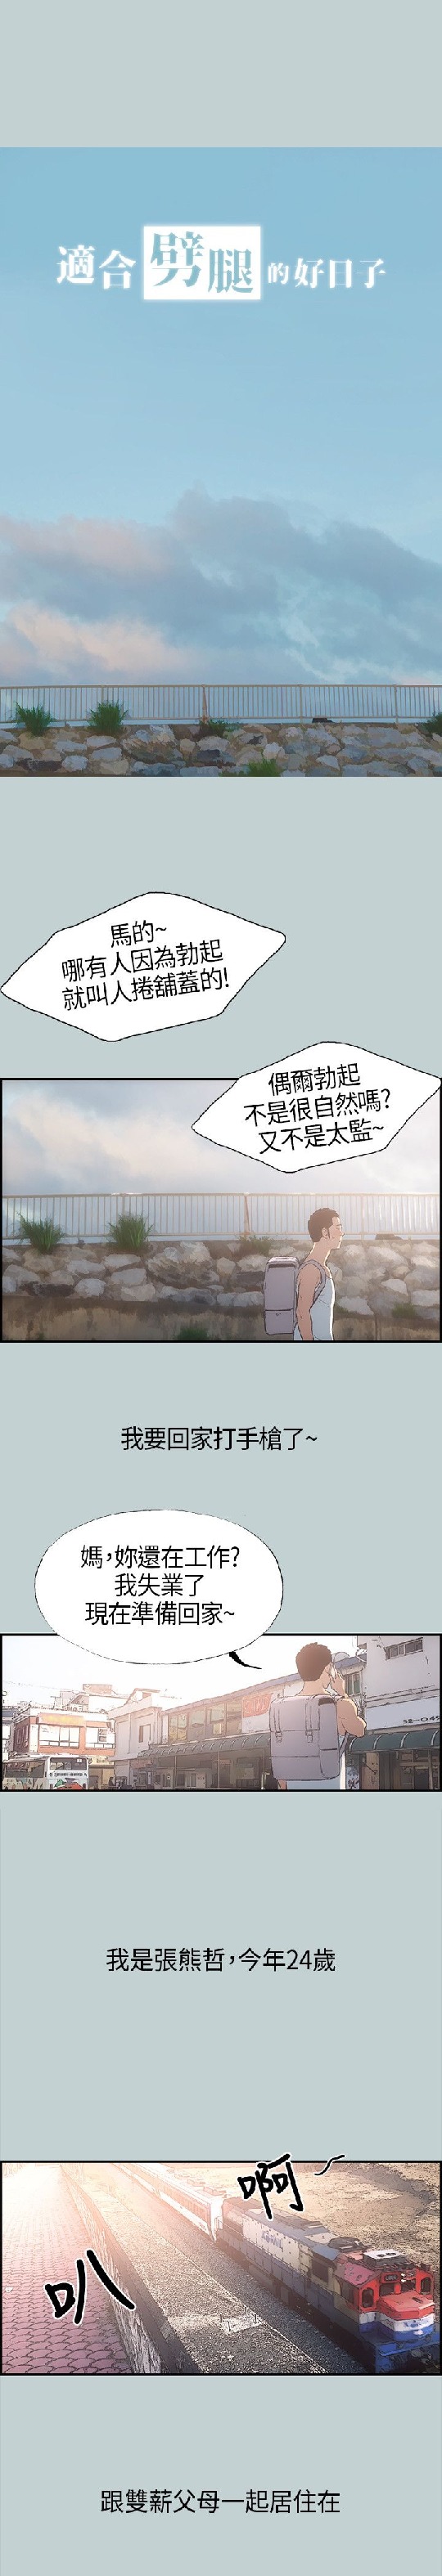 適合劈腿的好日子
馬的~
哪有人因為勃起
就叫人捲舖蓋的!
偶爾勃起
不是很自然嗎?
又不是太監~
我要回家打手槍了~
媽,妳還在工作?
我失業了
現在準備回家~
我是張熊哲,今年24歲
啊~
叭
跟雙薪父母一起居住在